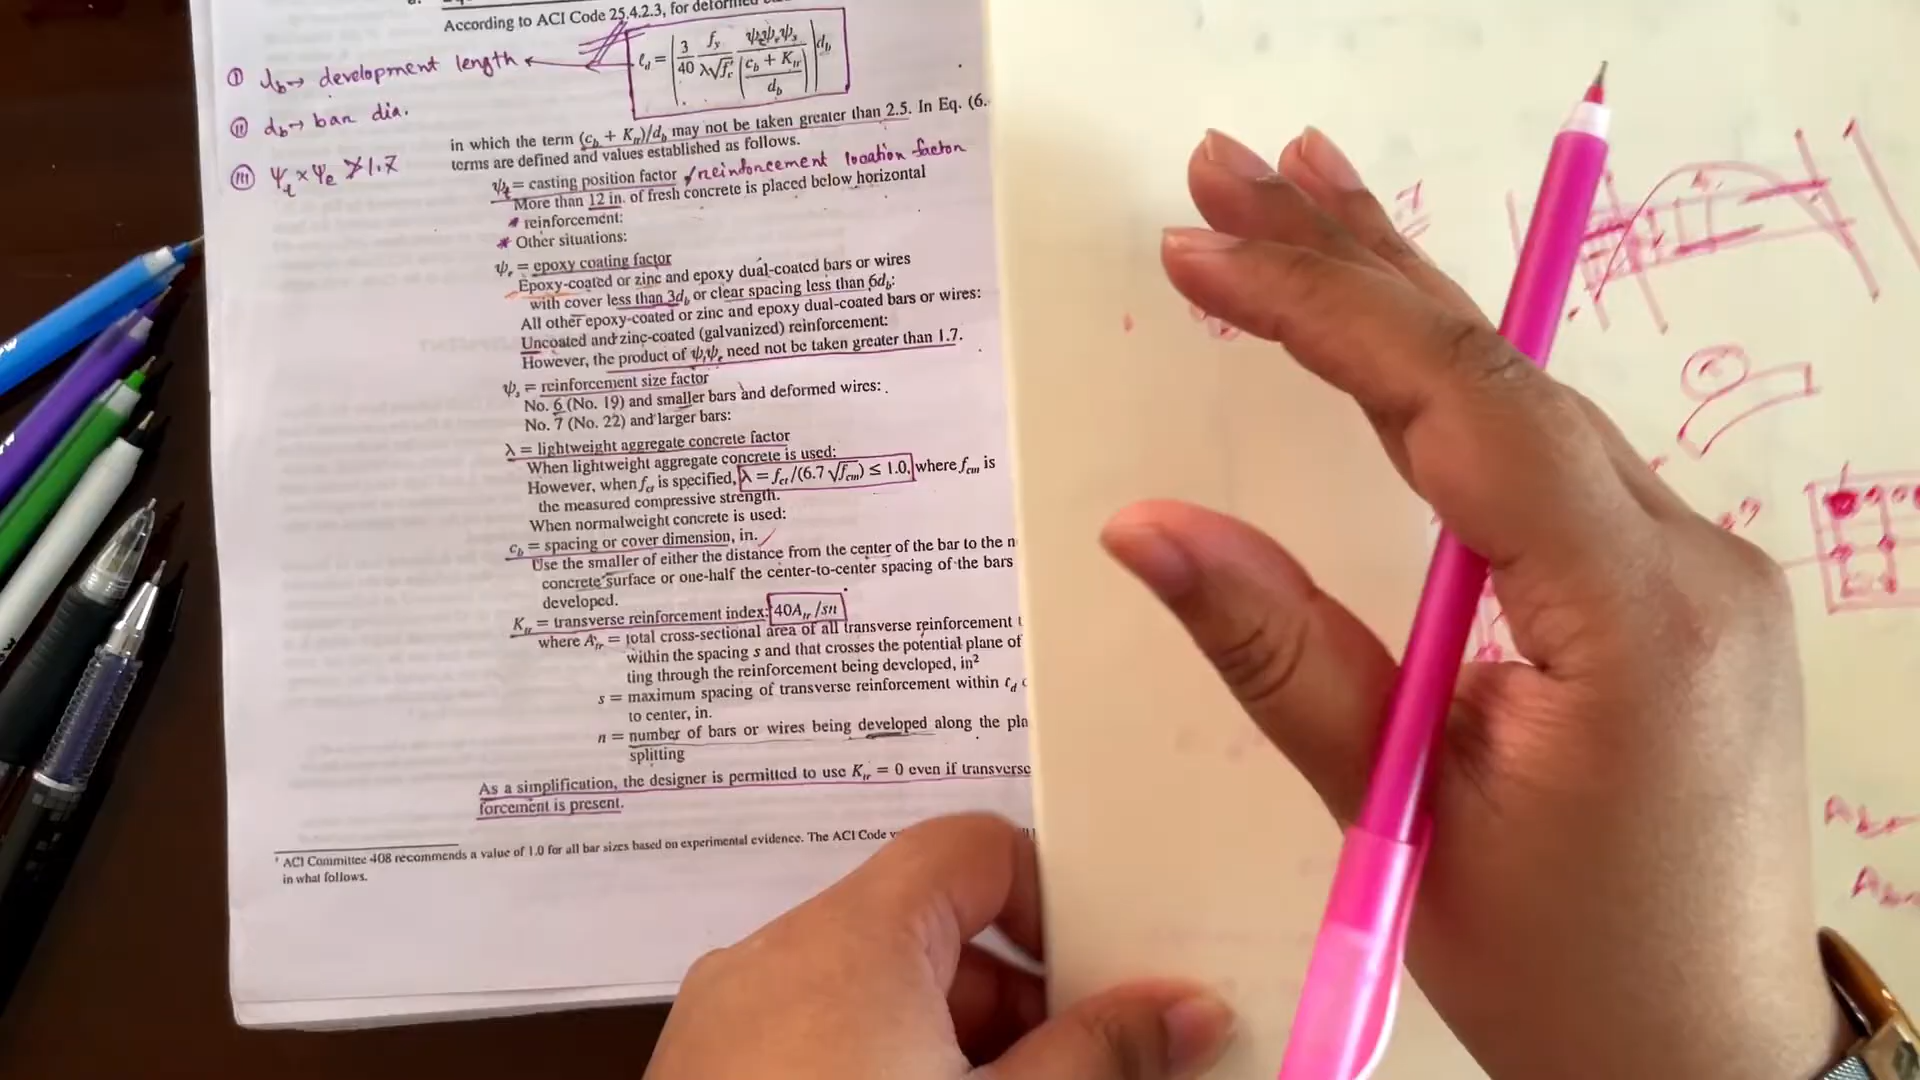 According to ACI Code 25.4.2.3, for deformed
ℓd = (3/40 fy/λ√f'c ψtψeψs/((cb + Ktr)/db)) db
① ld → development length
② db → bar dia.
③ ψt × ψe ≯ 1.7
in which the term (cb + Ktr)/db may not be taken greater than 2.5. In Eq. (6.
terms are defined and values established as follows.
ψt = casting position factor / reinforcement location factor
More than 12 in. of fresh concrete is placed below horizontal
* reinforcement:
* Other situations:
ψe = epoxy coating factor
Epoxy-coated or zinc and epoxy dual-coated bars or wires
with cover less than 3db or clear spacing less than 6db:
All other epoxy-coated or zinc and epoxy dual-coated bars or wires:
Uncoated and zinc-coated (galvanized) reinforcement:
However, the product of ψtψe need not be taken greater than 1.7.
ψs = reinforcement size factor
No. 6 (No. 19) and smaller bars and deformed wires:
No. 7 (No. 22) and larger bars:
λ = lightweight aggregate concrete factor
When lightweight aggregate concrete is used:
However, when fct is specified, λ = fct/(6.7 √fcm) ≤ 1.0, where fcm is
the measured compressive strength.
When normalweight concrete is used:
cb = spacing or cover dimension, in.
Use the smaller of either the distance from the center of the bar to the n
concrete surface or one-half the center-to-center spacing of the bars
developed.
Ktr = transverse reinforcement index: 40Atr/sn
where Atr = total cross-sectional area of all transverse reinforcement
within the spacing s and that crosses the potential plane of
ting through the reinforcement being developed, in²
s = maximum spacing of transverse reinforcement within ℓd c
to center, in.
n = number of bars or wires being developed along the pla
splitting
As a simplification, the designer is permitted to use Ktr = 0 even if transverse
forcement is present.
† ACI Committee 408 recommends a value of 1.0 for all bar sizes based on experimental evidence. The ACI Code v
in what follows.